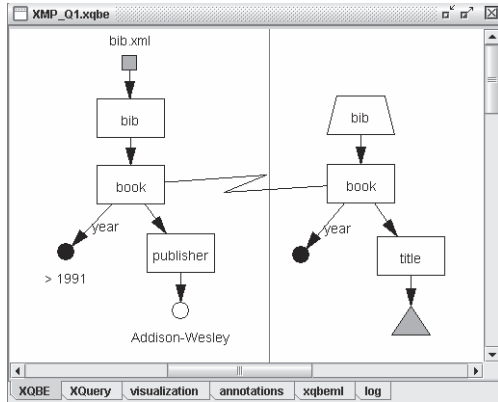 XMP_Q1.xqbe
bib.xml
bib
book
year
publisher
> 1991
Addison-Wesley
bib
book
year
title
XQBE XQuery visualization annotations xqbeml log